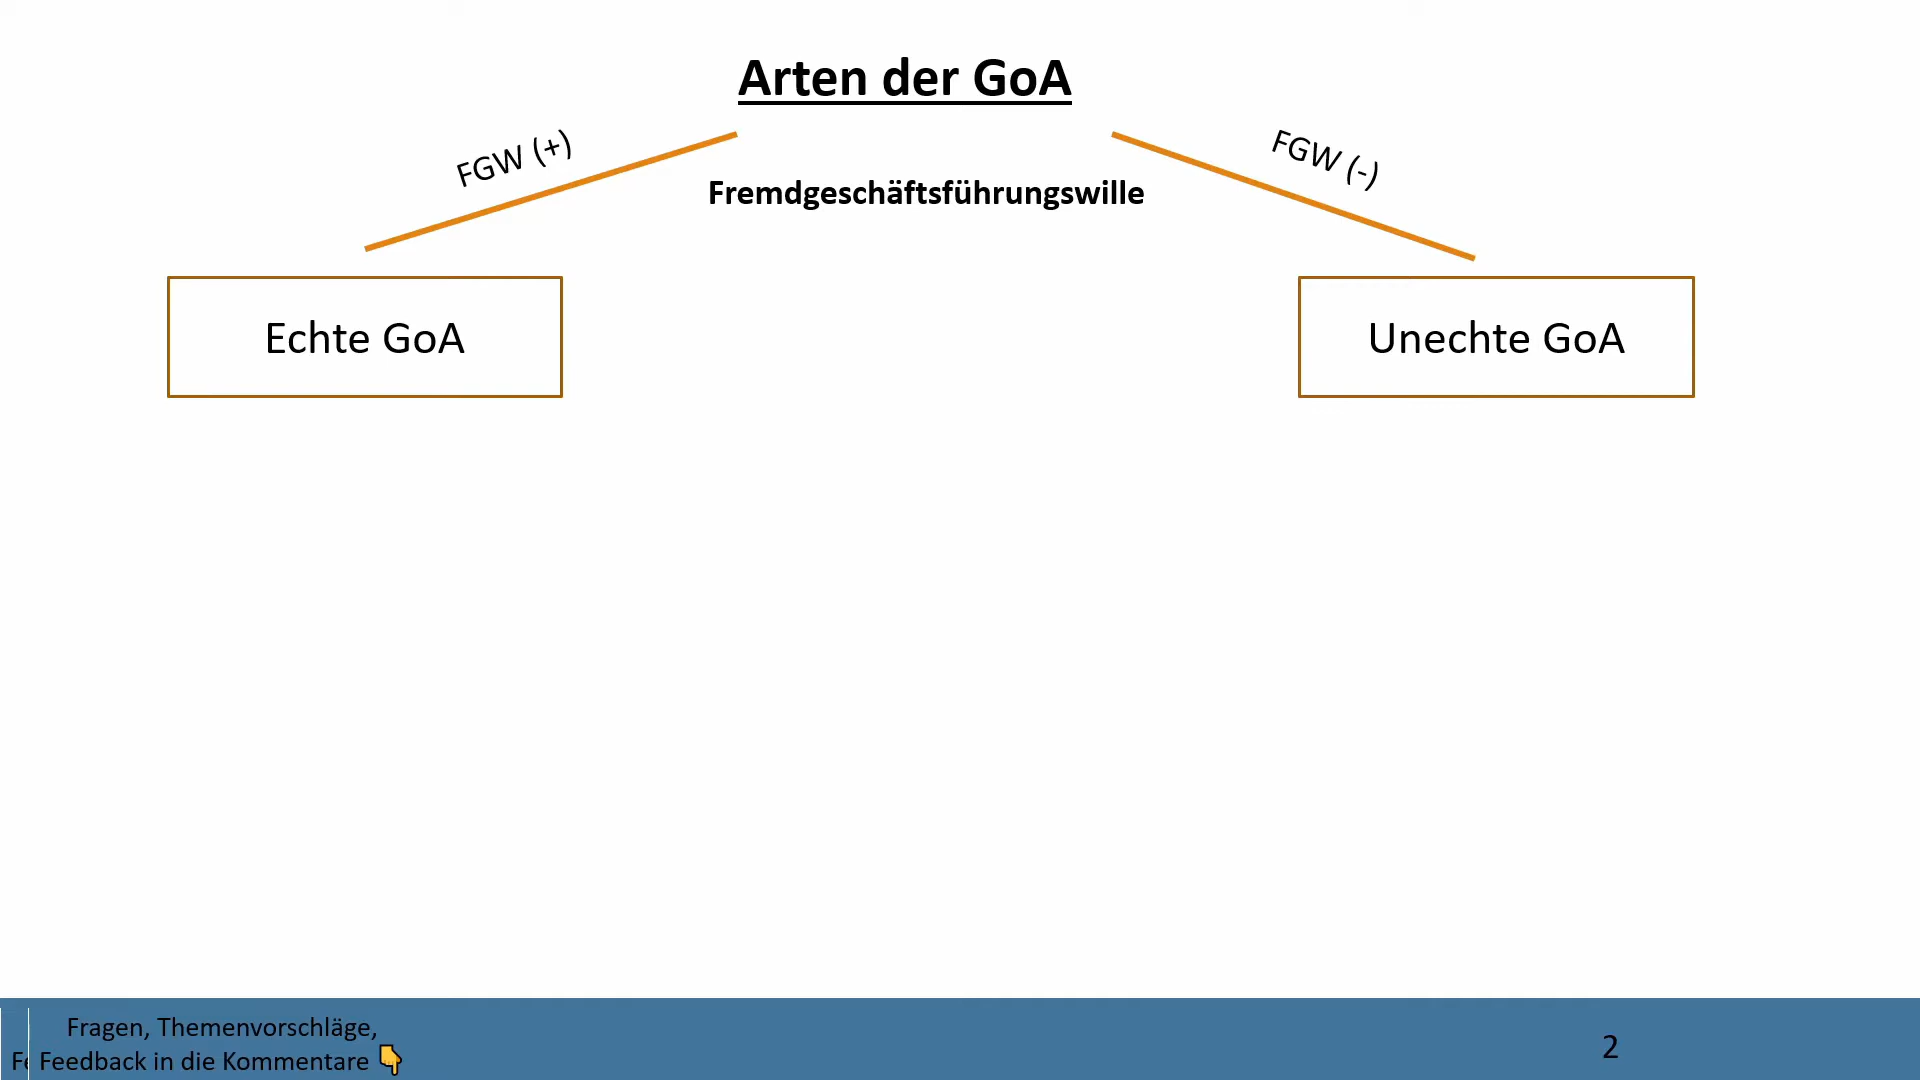 Arten der GoA
FGW (+)
FGW (-)
Fremdgeschäftsführungswille
Echte GoA
Unechte GoA
Fragen, Themenvorschläge,
Feedback in die Kommentare 👇
2